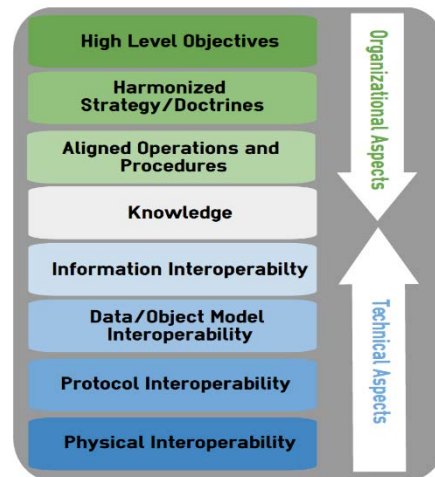 High Level Objectives
Harmonized
Strategy/Doctrines
Aligned Operations and
Procedures
Knowledge
Information Interoperabilty
Data/Object Model
Interoperability
Protocol Interoperability
Physical Interoperability
Organizational Aspects
Technical Aspects